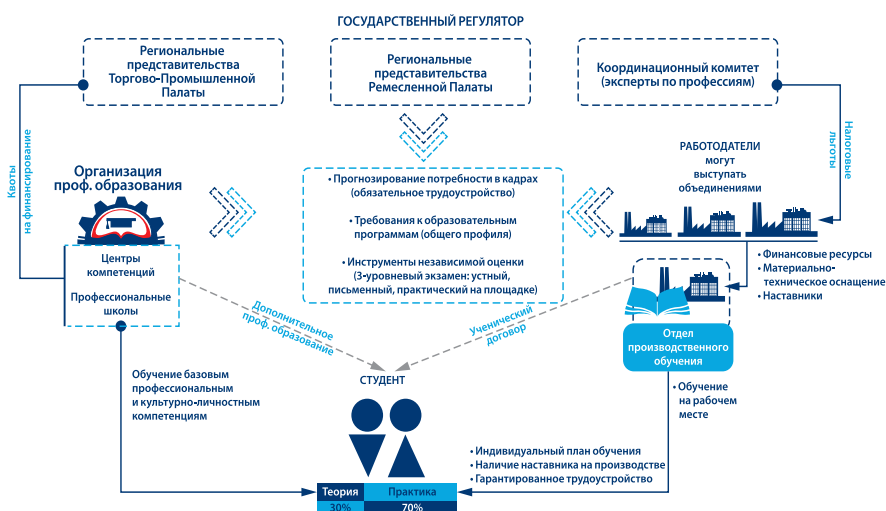 ГОСУДАРСТВЕННЫЙ РЕГУЛЯТОР
Региональные
представительства
Торгово-Промышленной
Палаты
Региональные
представительства
Ремесленной Палаты
Координационный комитет
(эксперты по профессиям)
Квоты
на финансирование
Налоговые
льготы
Организация
проф. образования
• Прогнозирование потребности в кадрах
(обязательное трудоустройство)
• Требования к образовательным
программам (общего профиля)
• Инструменты независимой оценки
(3-уровневый экзамен: устный,
письменный, практический на площадке)
РАБОТОДАТЕЛИ
могут
выступать
объединениями
Центры
компетенций
Профессиональные
школы
• Финансовые ресурсы
• Материально-
техническое оснащение
• Наставники
Дополнительное
проф. образование
Ученический
договор
Отдел
производственного
обучения
Обучение базовым
профессиональным
и культурно-личностным
компетенциям
СТУДЕНТ
• Обучение
на рабочем
месте
• Индивидуальный план обучения
• Наличие наставника на производстве
• Гарантированное трудоустройство
Теория
Практика
30%
70%